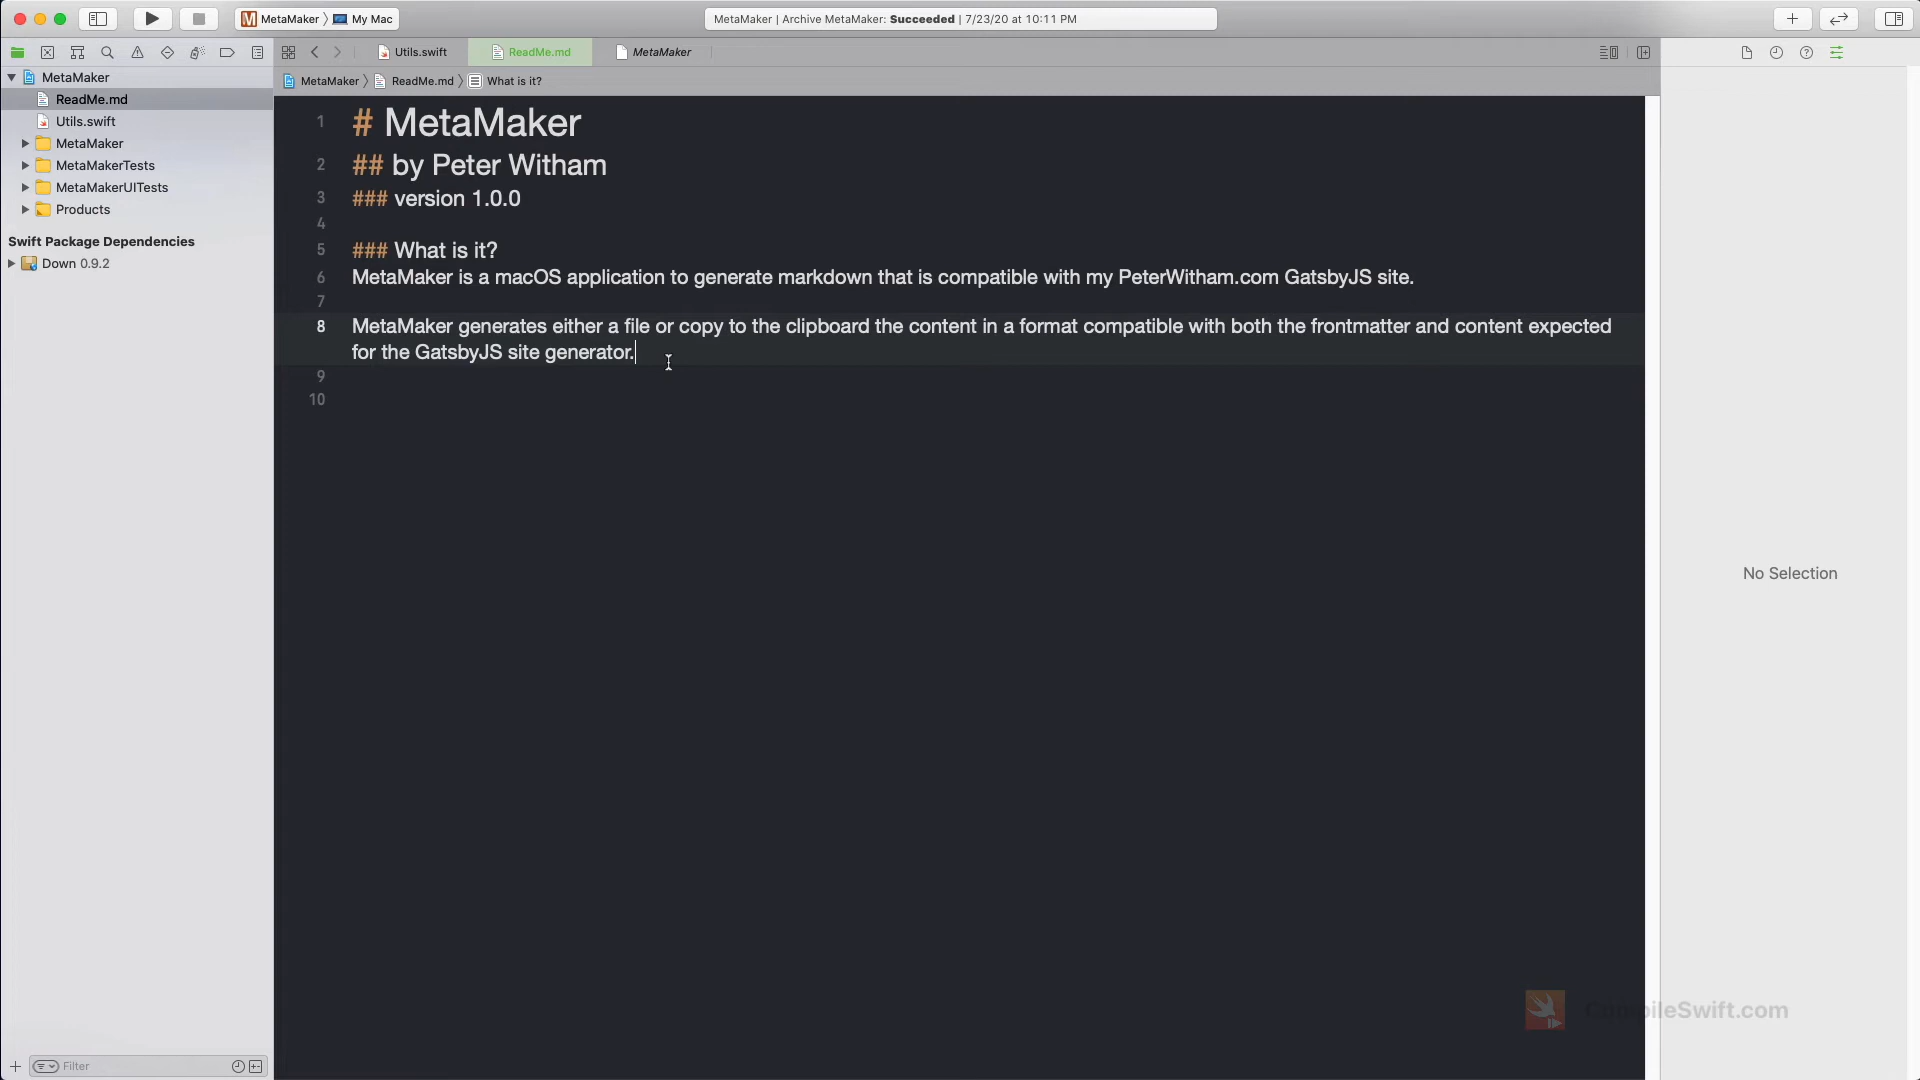 MetaMaker
My Mac
MetaMaker | Archive MetaMaker: Succeeded | 7/23/20 at 10:11 PM
Utils.swift
ReadMe.md
MetaMaker
MetaMaker
ReadMe.md
Utils.swift
MetaMaker
MetaMakerTests
MetaMakerUITests
Products
Swift Package Dependencies
Down 0.9.2
Filter
MetaMaker
ReadMe.md
What is it?
1 # MetaMaker
2 ## by Peter Witham
3 ### version 1.0.0
4
5 ### What is it?
6 MetaMaker is a macOS application to generate markdown that is compatible with my PeterWitham.com GatsbyJS site.
7
8 MetaMaker generates either a file or copy to the clipboard the content in a format compatible with both the frontmatter and content expected
for the GatsbyJS site generator.
9
10
No Selection
CompileSwift.com